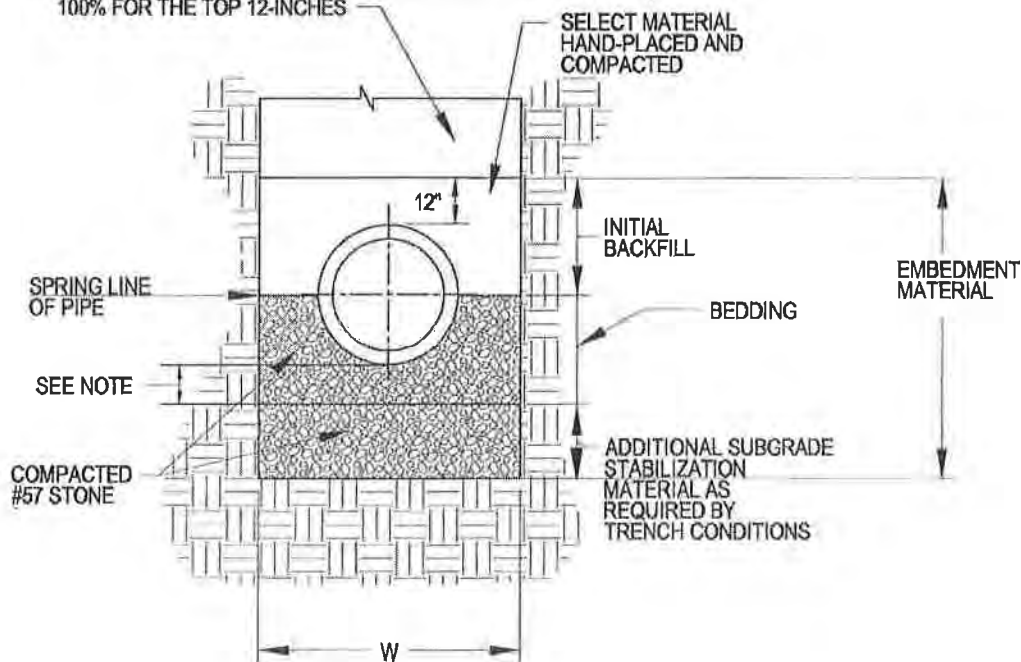 100% FOR THE TOP 12-INCHES
SELECT MATERIAL
HAND-PLACED AND
COMPACTED
12"
INITIAL
BACKFILL
EMBEDMENT
MATERIAL
SPRING LINE
OF PIPE
BEDDING
SEE NOTE
COMPACTED
#57 STONE
ADDITIONAL SUBGRADE
STABILIZATION
MATERIAL AS
REQUIRED BY
TRENCH CONDITIONS
W